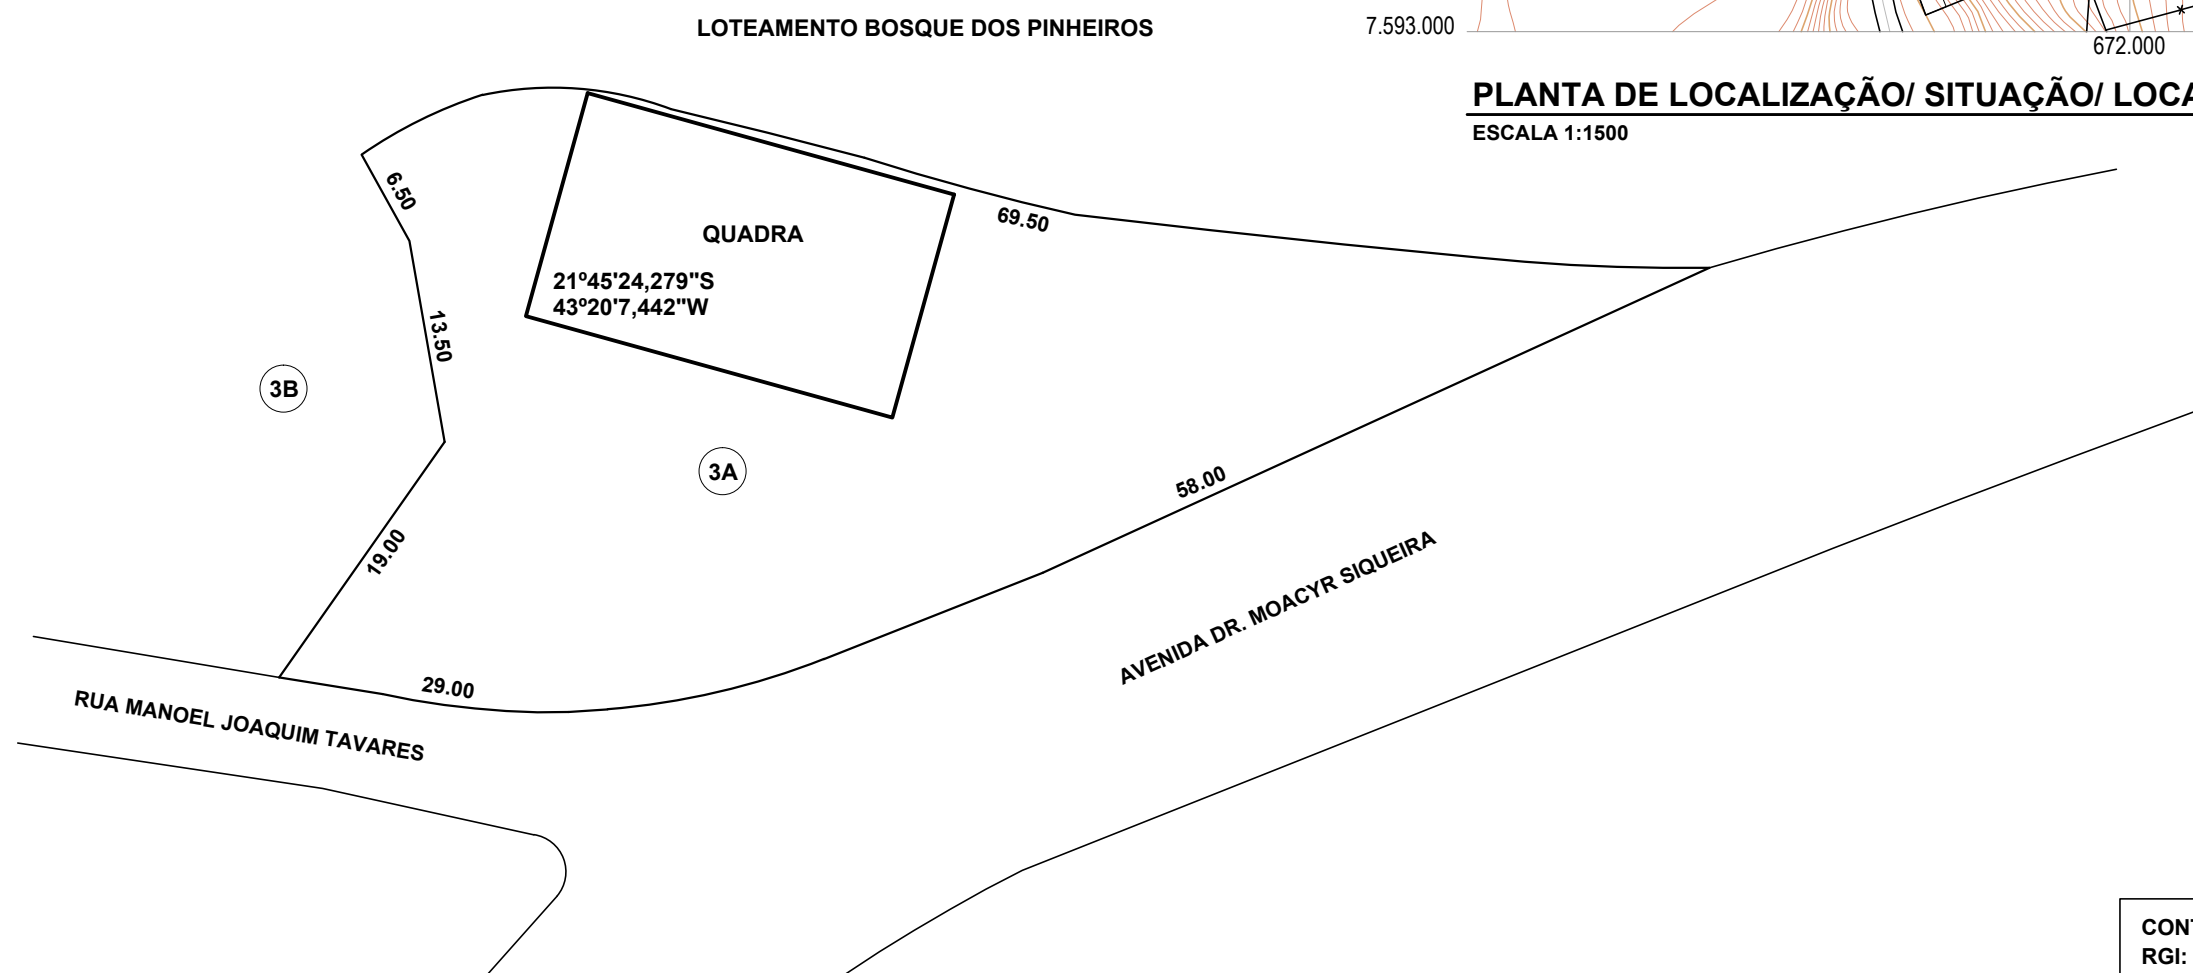 LOTEAMENTO BOSQUE DOS PINHEIROS
7.593.000
672.000
PLANTA DE LOCALIZAÇÃO/ SITUAÇÃO/
ESCALA 1:1500
6.50
69.50
QUADRA
21º45'24,279"S
43º20'7,442"W
13.50
3B
3A
58.00
19.00
AVENIDA DR. MOACYR SIQUEIRA
29.00
RUA MANOEL JOAQUIM TAVARES
RGI: